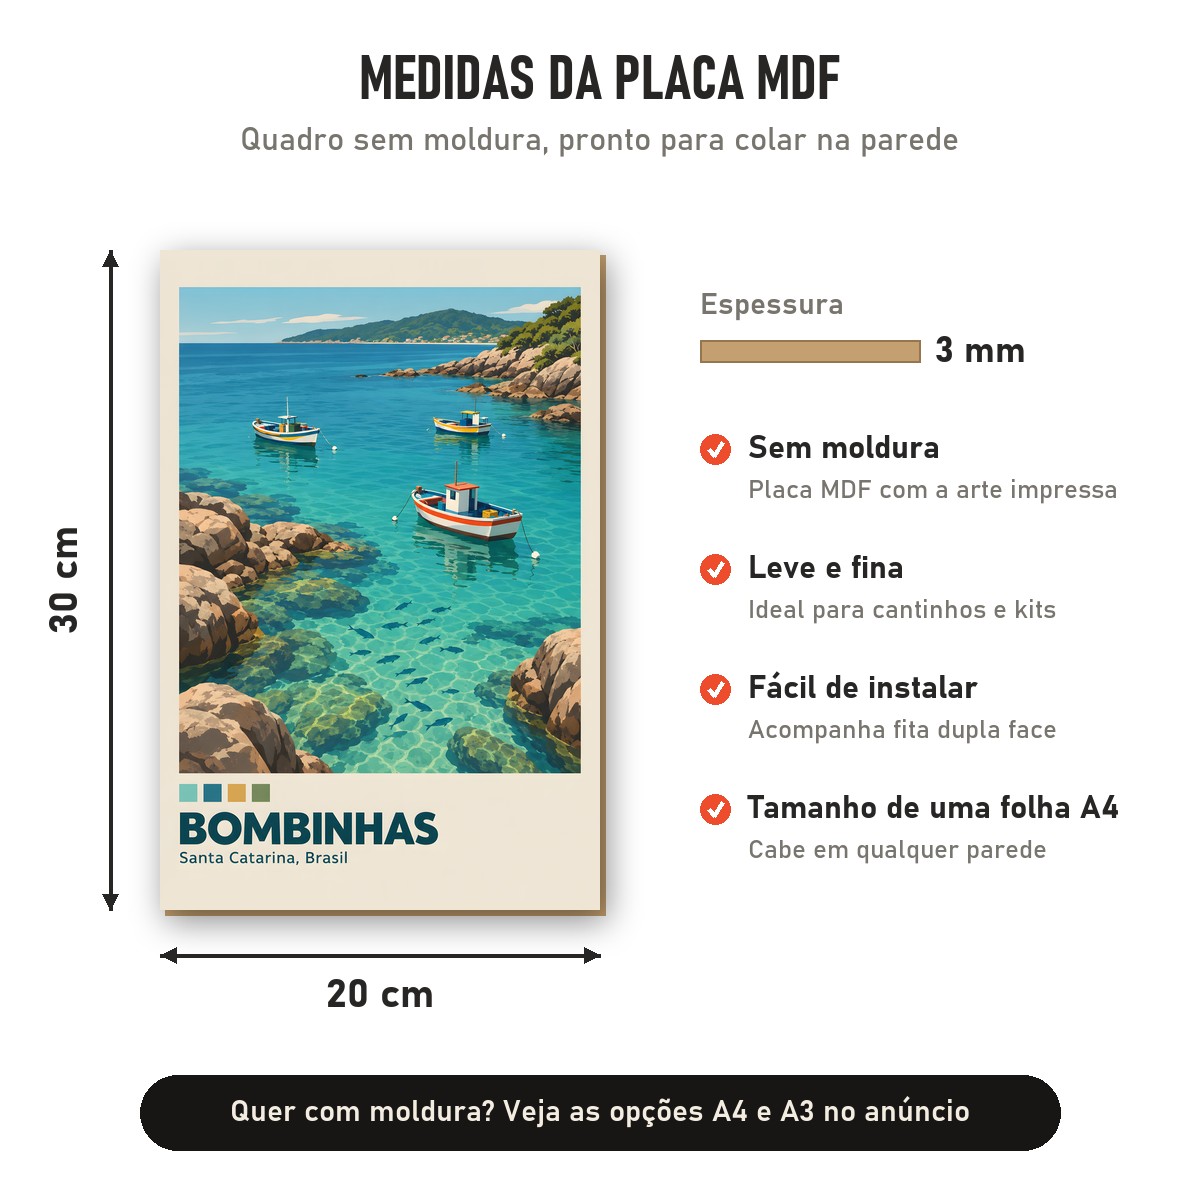 MEDIDAS DA PLACA MDF
Quadro sem moldura, pronto para colar na parede
30 cm
BOMBINHAS
Santa Catarina, Brasil
20 cm
Espessura
3 mm
Sem moldura
Placa MDF com a arte impressa
Leve e fina
Ideal para cantinhos e kits
Fácil de instalar
Acompanha fita dupla face
Tamanho de uma folha A4
Cabe em qualquer parede
Quer com moldura? Veja as opções A4 e A3 no anúncio